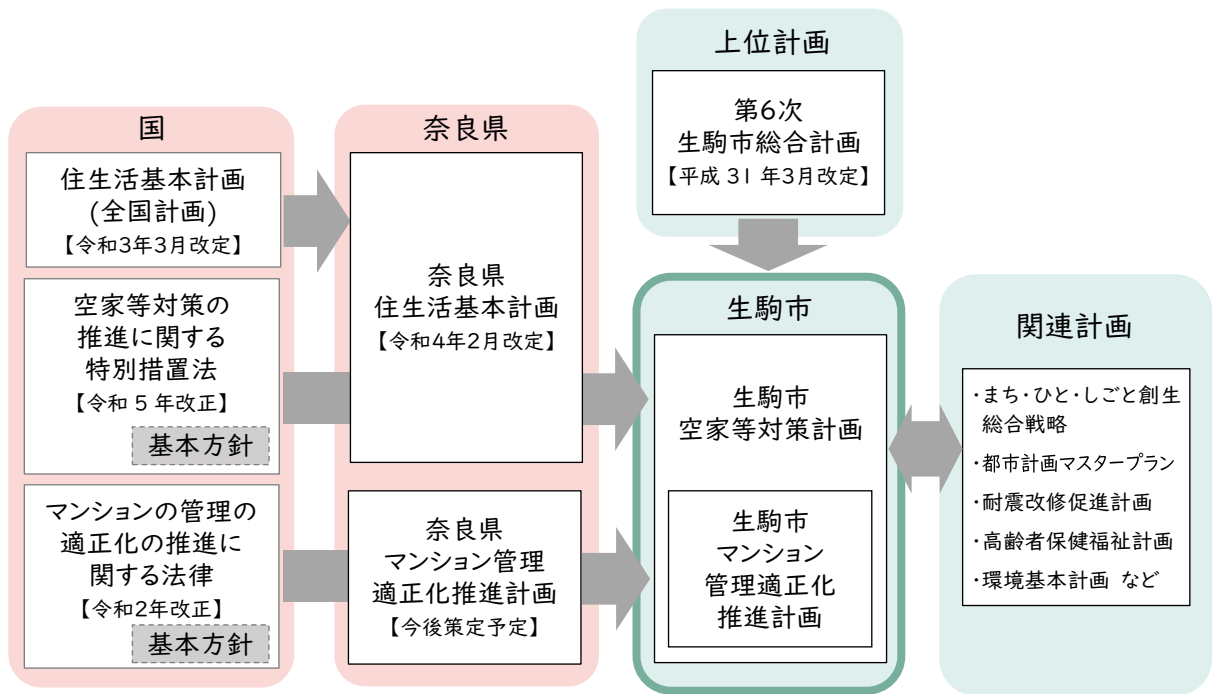 国
住生活基本計画
(全国計画)
【令和3年3月改定】
空家等対策の
推進に関する
特別措置法
【令和5年改正】
基本方針
マンションの管理の
適正化の推進に
関する法律
【令和2年改正】
基本方針
奈良県
奈良県
住生活基本計画
【令和4年2月改定】
奈良県
マンション管理
適正化推進計画
【今後策定予定】
上位計画
第6次
生駒市総合計画
【平成 31 年3月改定】
生駒市
生駒市
空家等対策計画
生駒市
マンション
管理適正化
推進計画
関連計画
・まち・ひと・しごと創生
総合戦略
・都市計画マスタープラン
・耐震改修促進計画
・高齢者保健福祉計画
・環境基本計画 など